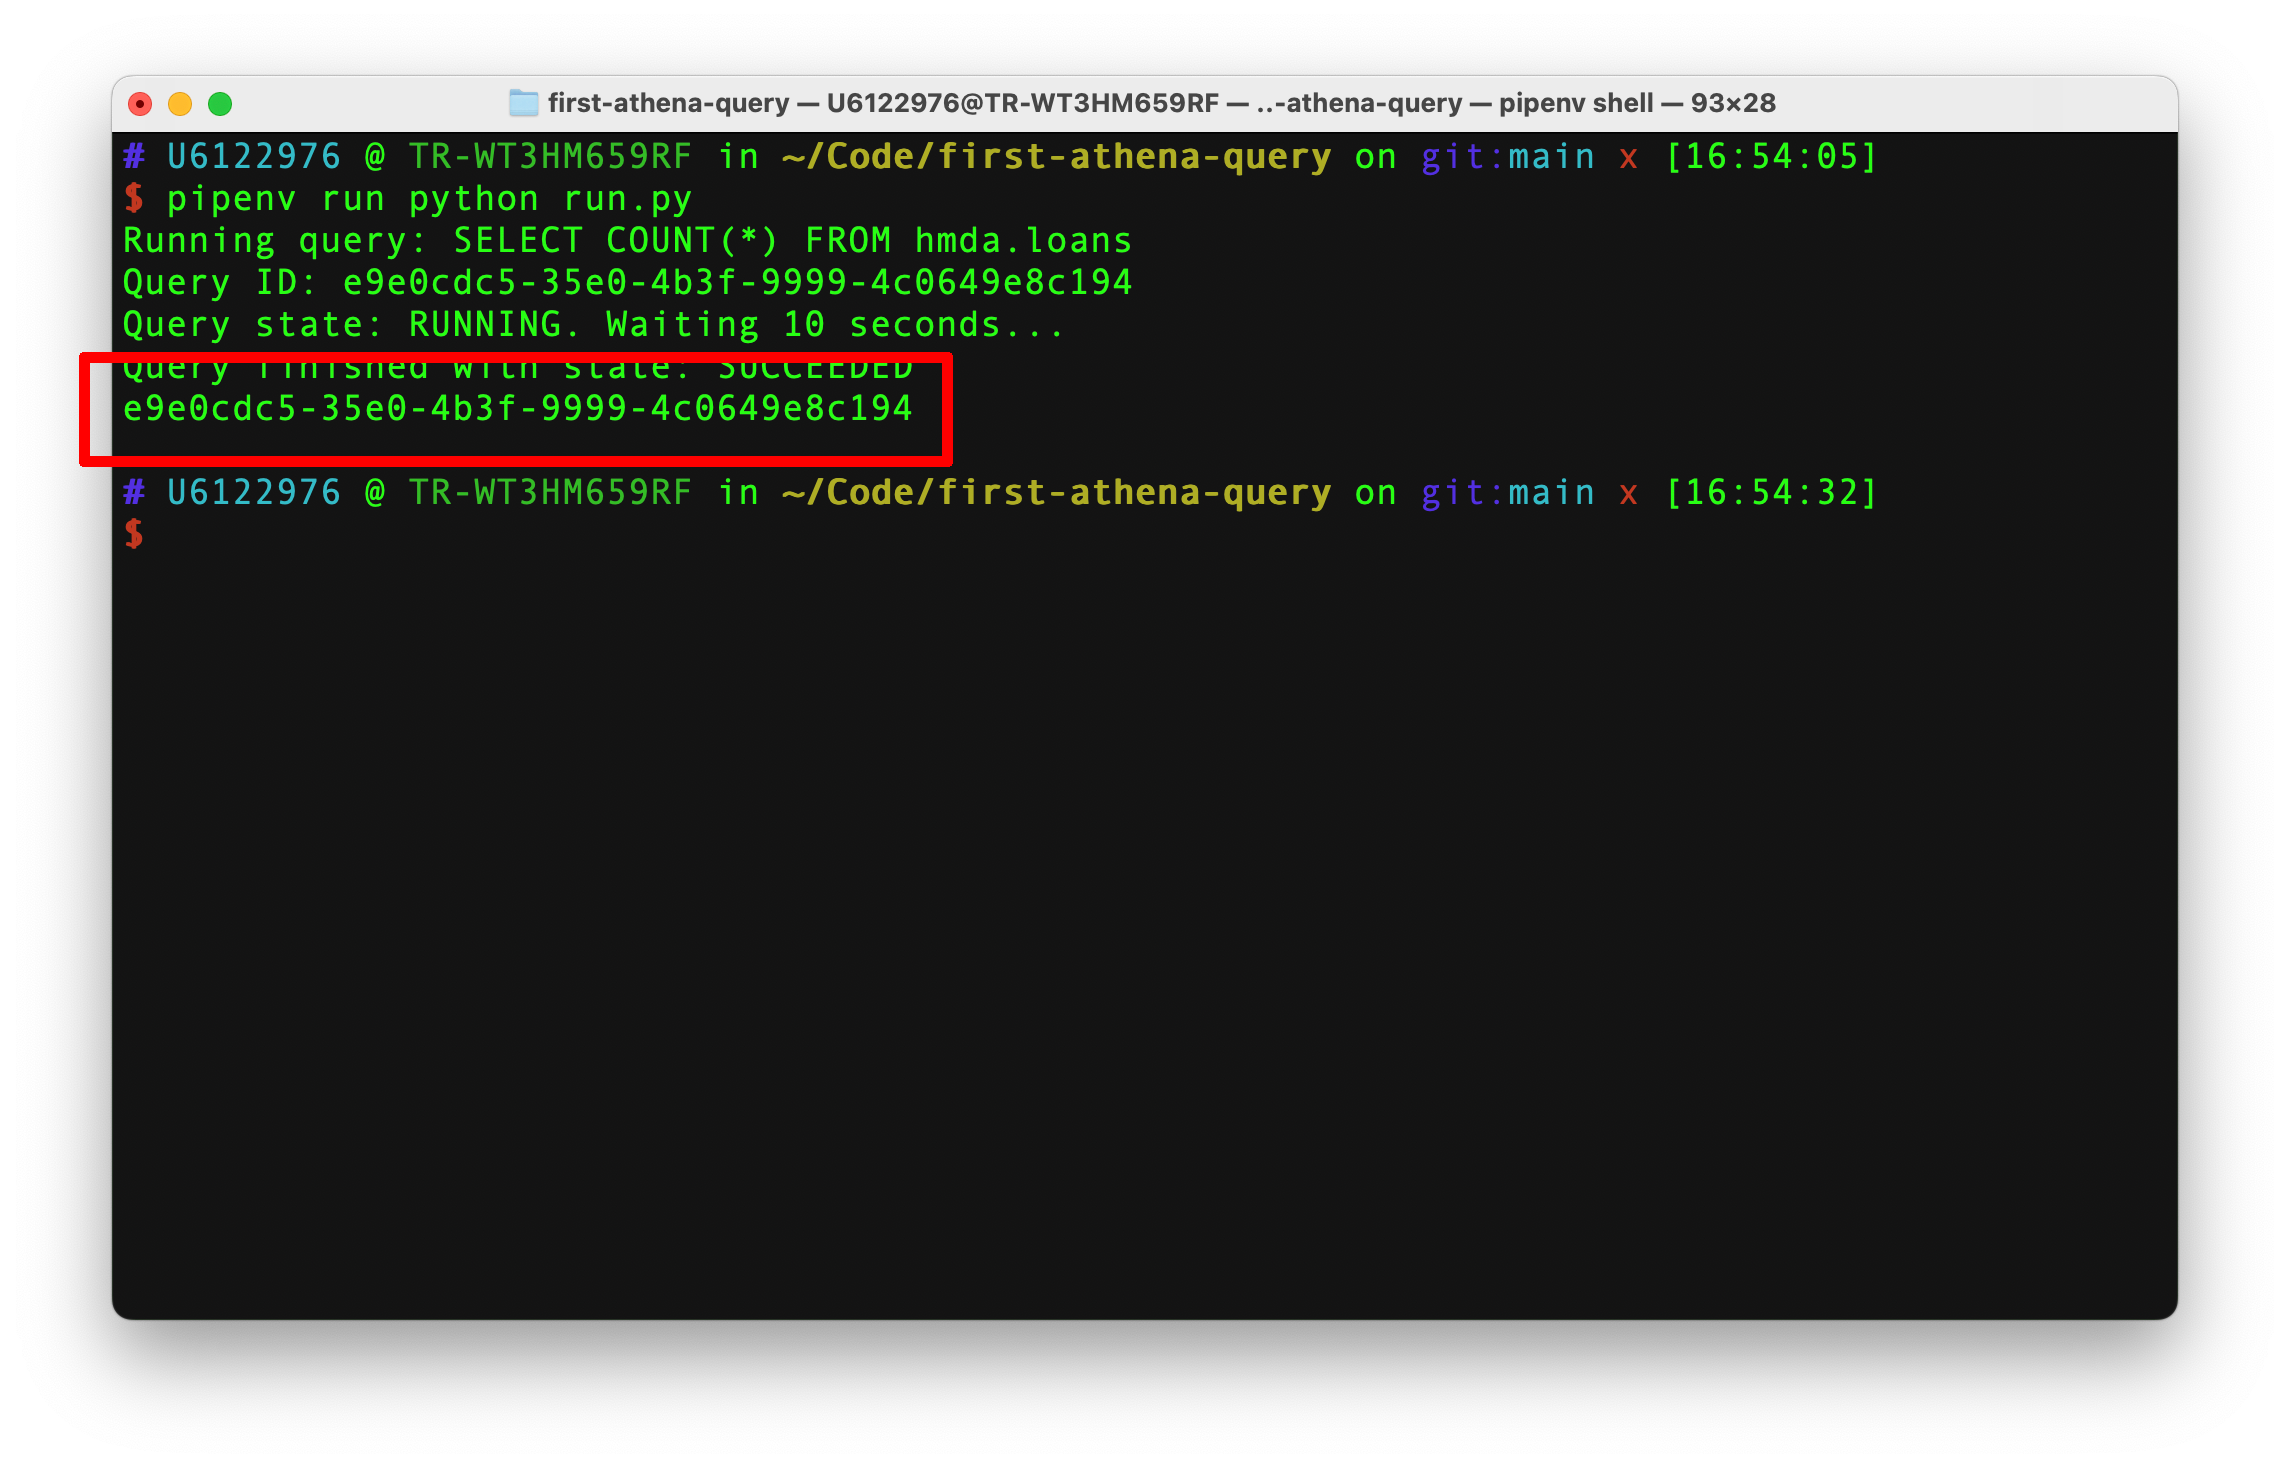 first-athena-query — U6122976@TR-WT3HM659RF — ..-athena-query — pipenv shell — 93×28
# U6122976 @ TR-WT3HM659RF in ~/Code/first-athena-query on git:main x [16:54:05]
$ pipenv run python run.py
Running query: SELECT COUNT(*) FROM hmda.loans
Query ID: e9e0cdc5-35e0-4b3f-9999-4c0649e8c194
Query state: RUNNING. Waiting 10 seconds...
Query finished with state: SUCCEEDED
e9e0cdc5-35e0-4b3f-9999-4c0649e8c194
# U6122976 @ TR-WT3HM659RF in ~/Code/first-athena-query on git:main x [16:54:32]
$